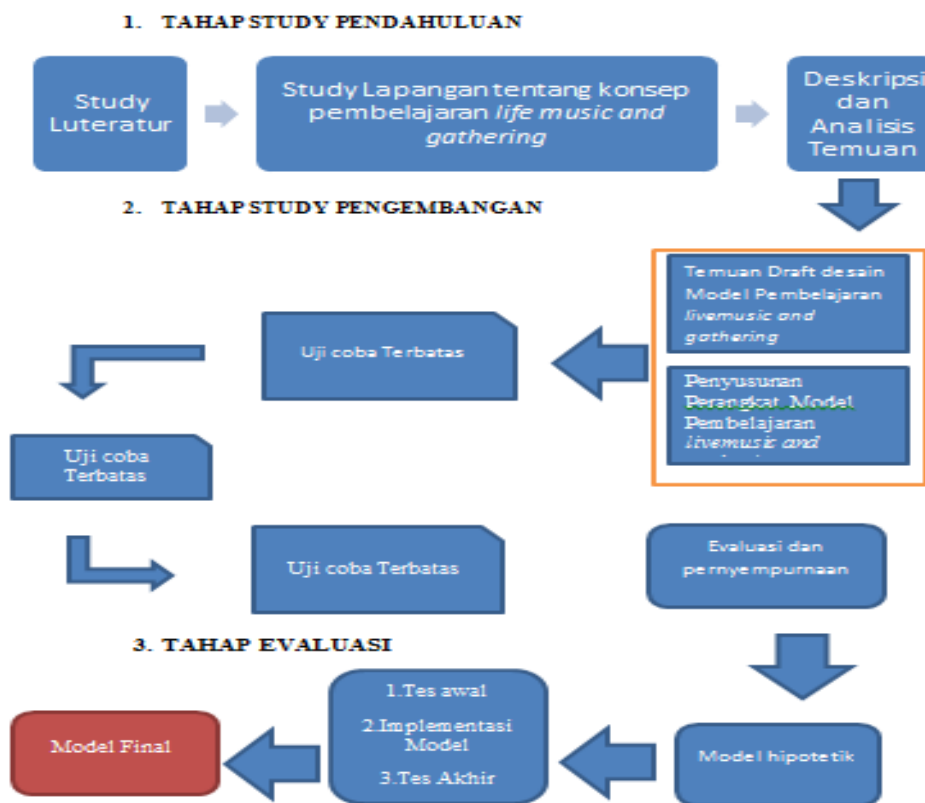 1. TAHAP STUDY PENDAHULUAN
Study
Luteratur
Study Lapangan tentang konsep
pembelajaran life music and
gathering
Deskripsi
dan
Analisis
Temuan
2. TAHAP STUDY PENGEMBANGAN
Temuan Draft desain
Model Pembelajaran
livemusic and
gathering
Penyusunan
Perangkat Model
Pembelajaran
livemusic and
Uji coba Terbatas
Uji coba
Terbatas
Uji coba Terbatas
Evaluasi dan
pernyempurnaan
3. TAHAP EVALUASI
Model hipotetik
1.Tes awal
2.Implementasi
Model
3.Tes Akhir
Model Final